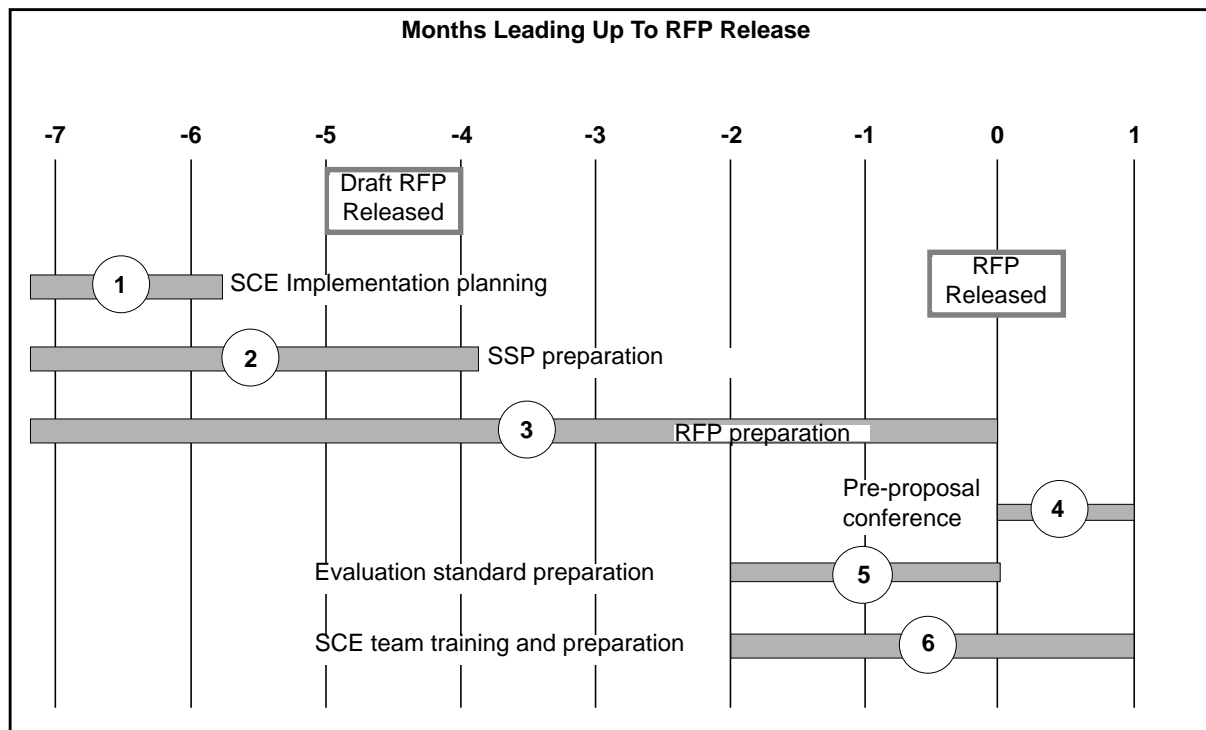 Months Leading Up To RFP Release
-7 -6 -5 -4 -3 -2 -1 0 1
Draft RFP
Released
RFP
Released
1 SCE Implementation planning
2 SSP preparation
3 RFP preparation
Pre-proposal
conference 4
Evaluation standard preparation 5
SCE team training and preparation 6